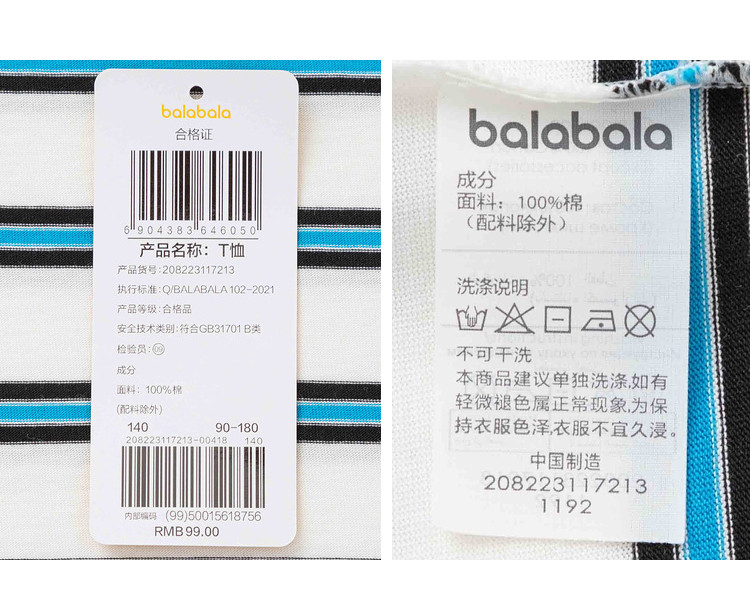 balabala
合格证
6 904383 646050
产品名称：T恤
产品货号：208223117213
执行标准：Q/BALABALA 102-2021
产品等级：合格品
安全技术类别：符合GB31701 B类
检验员：09
成分
面料：100%棉
(配料除外)
140 90-180
208223117213-00418 140
内部编码 (99)50015618756
RMB99.00
balabala
成分
面料：100%棉
（配料除外）
洗涤说明
不可干洗
本商品建议单独洗涤,如有
轻微褪色属正常现象,为保
持衣服色泽,衣服不宜久浸。
中国制造
208223117213
1192